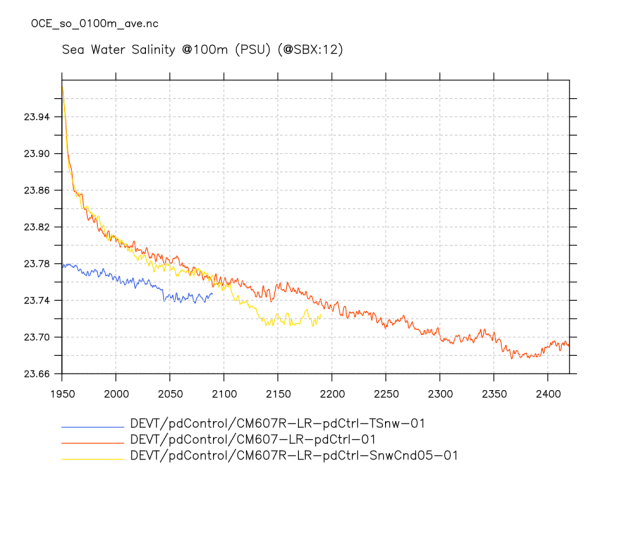 OCE_so_0100m_ave.nc
Sea Water Salinity @100m (PSU) (@SBX:12)
23.94
23.90
23.86
23.82
23.78
23.74
23.70
23.66
1950 2000 2050 2100 2150 2200 2250 2300 2350 2400
DEVT/pdControl/CM607R-LR-pdCtrl-TSnw-01
DEVT/pdControl/CM607-LR-pdCtrl-01
DEVT/pdControl/CM607R-LR-pdCtrl-SnwCnd05-01